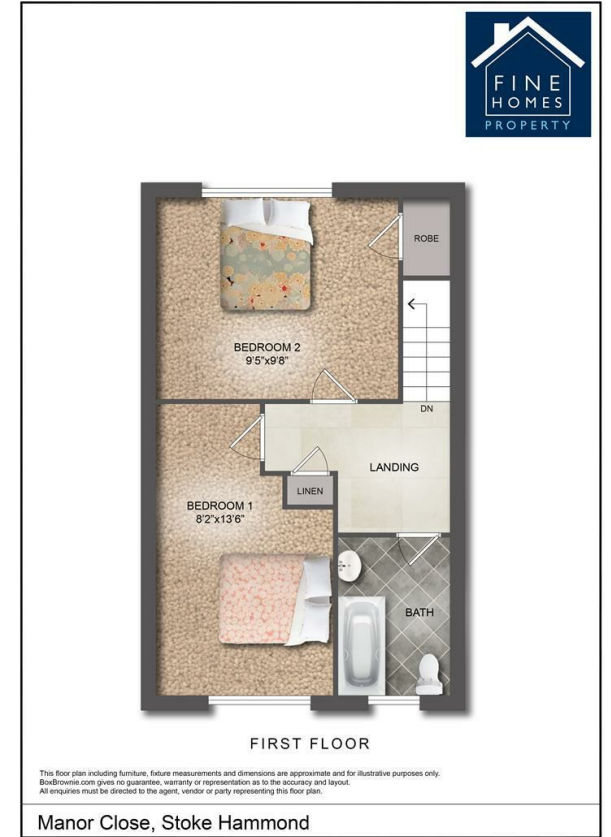 FINE
HOMES
PROPERTY
ROBE
BEDROOM 2
9'5"x9'8"
DN
LANDING
LINEN
BEDROOM 1
8'2"x13'6"
BATH
FIRST FLOOR
This floor plan including furniture, fixture measurements and dimensions are approximate and for illustrative purposes only.
BoxBrownie.com gives no guarantee, warranty or representation as to the accuracy and layout.
All enquiries must be directed to the agent, vendor or party representing this floor plan.
Manor Close, Stoke Hammond